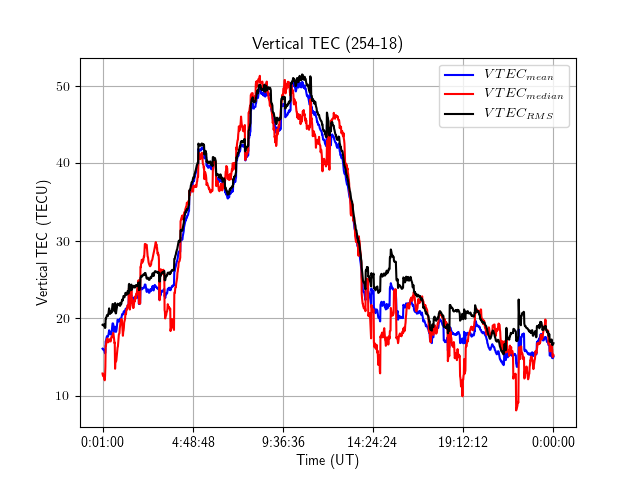 Vertical TEC (254-18)
VTEC_mean
VTEC_median
VTEC_RMS
Vertical TEC (TECU)
50
40
30
20
10
0:01:00 4:48:48 9:36:36 14:24:24 19:12:12 0:00:00
Time (UT)